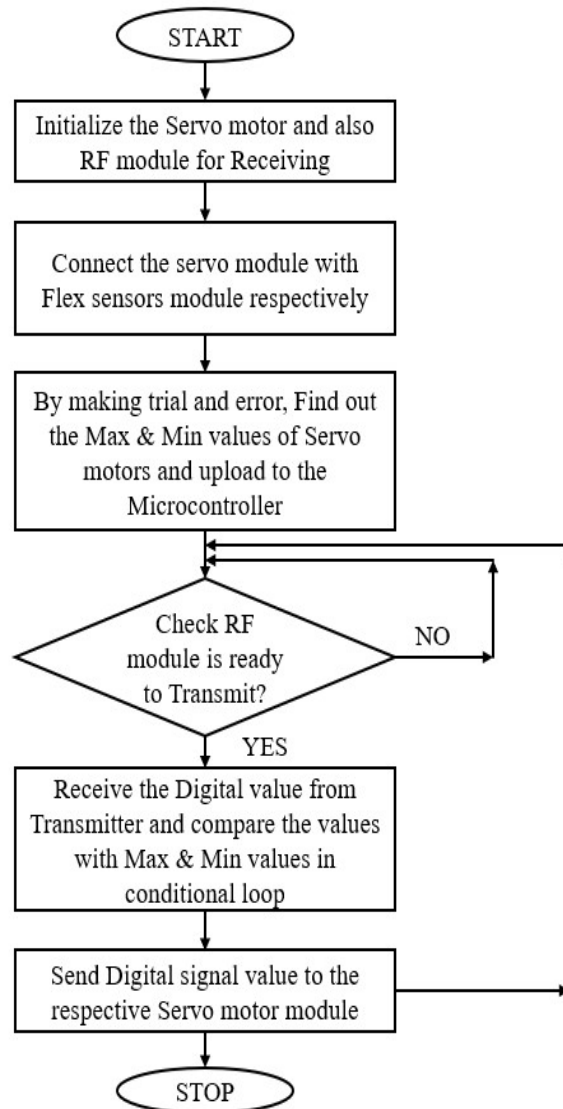 START
Initialize the Servo motor and also
RF module for Receiving
Connect the servo module with
Flex sensors module respectively
By making trial and error, Find out
the Max & Min values of Servo
motors and upload to the
Microcontroller
Check RF
module is ready
to Transmit?
NO
YES
Receive the Digital value from
Transmitter and compare the values
with Max & Min values in
conditional loop
Send Digital signal value to the
respective Servo motor module
STOP